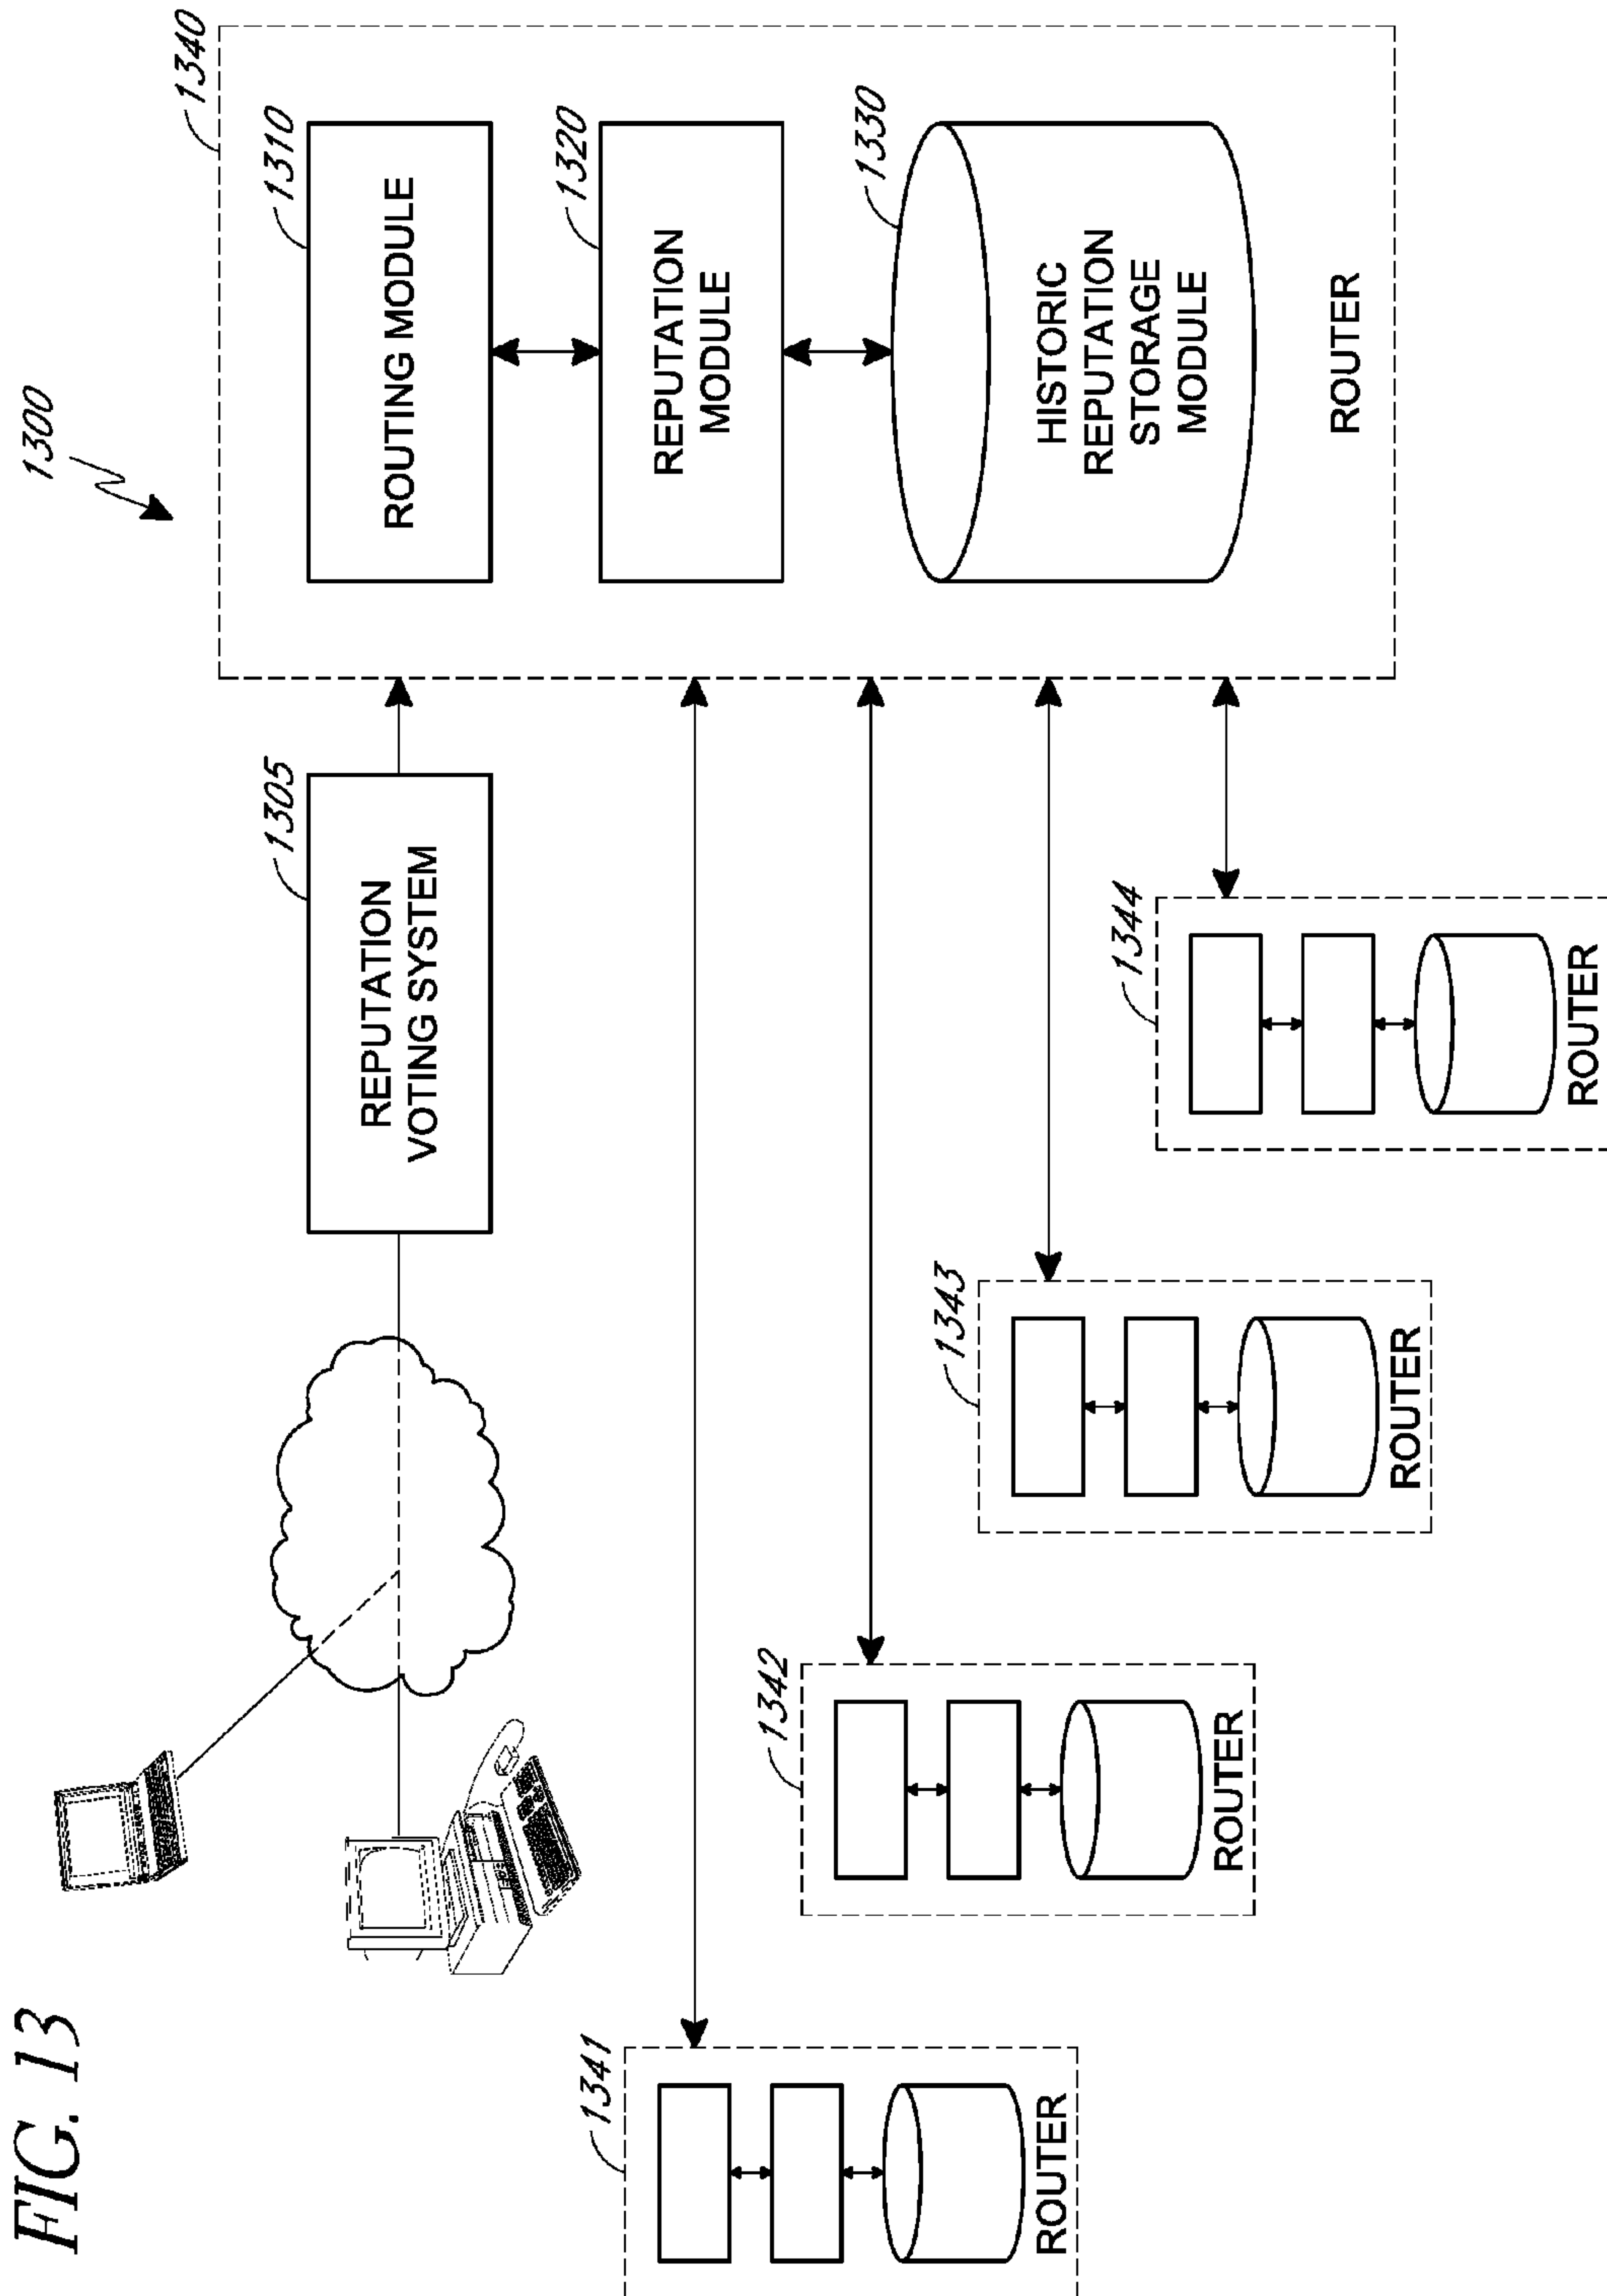 FIG. 13
1300
1340
1305
REPUTATION
VOTING SYSTEM
1310
ROUTING MODULE
1320
REPUTATION
MODULE
1330
HISTORIC
REPUTATION
STORAGE
MODULE
ROUTER
1341
ROUTER
1342
ROUTER
1343
ROUTER
1344
ROUTER